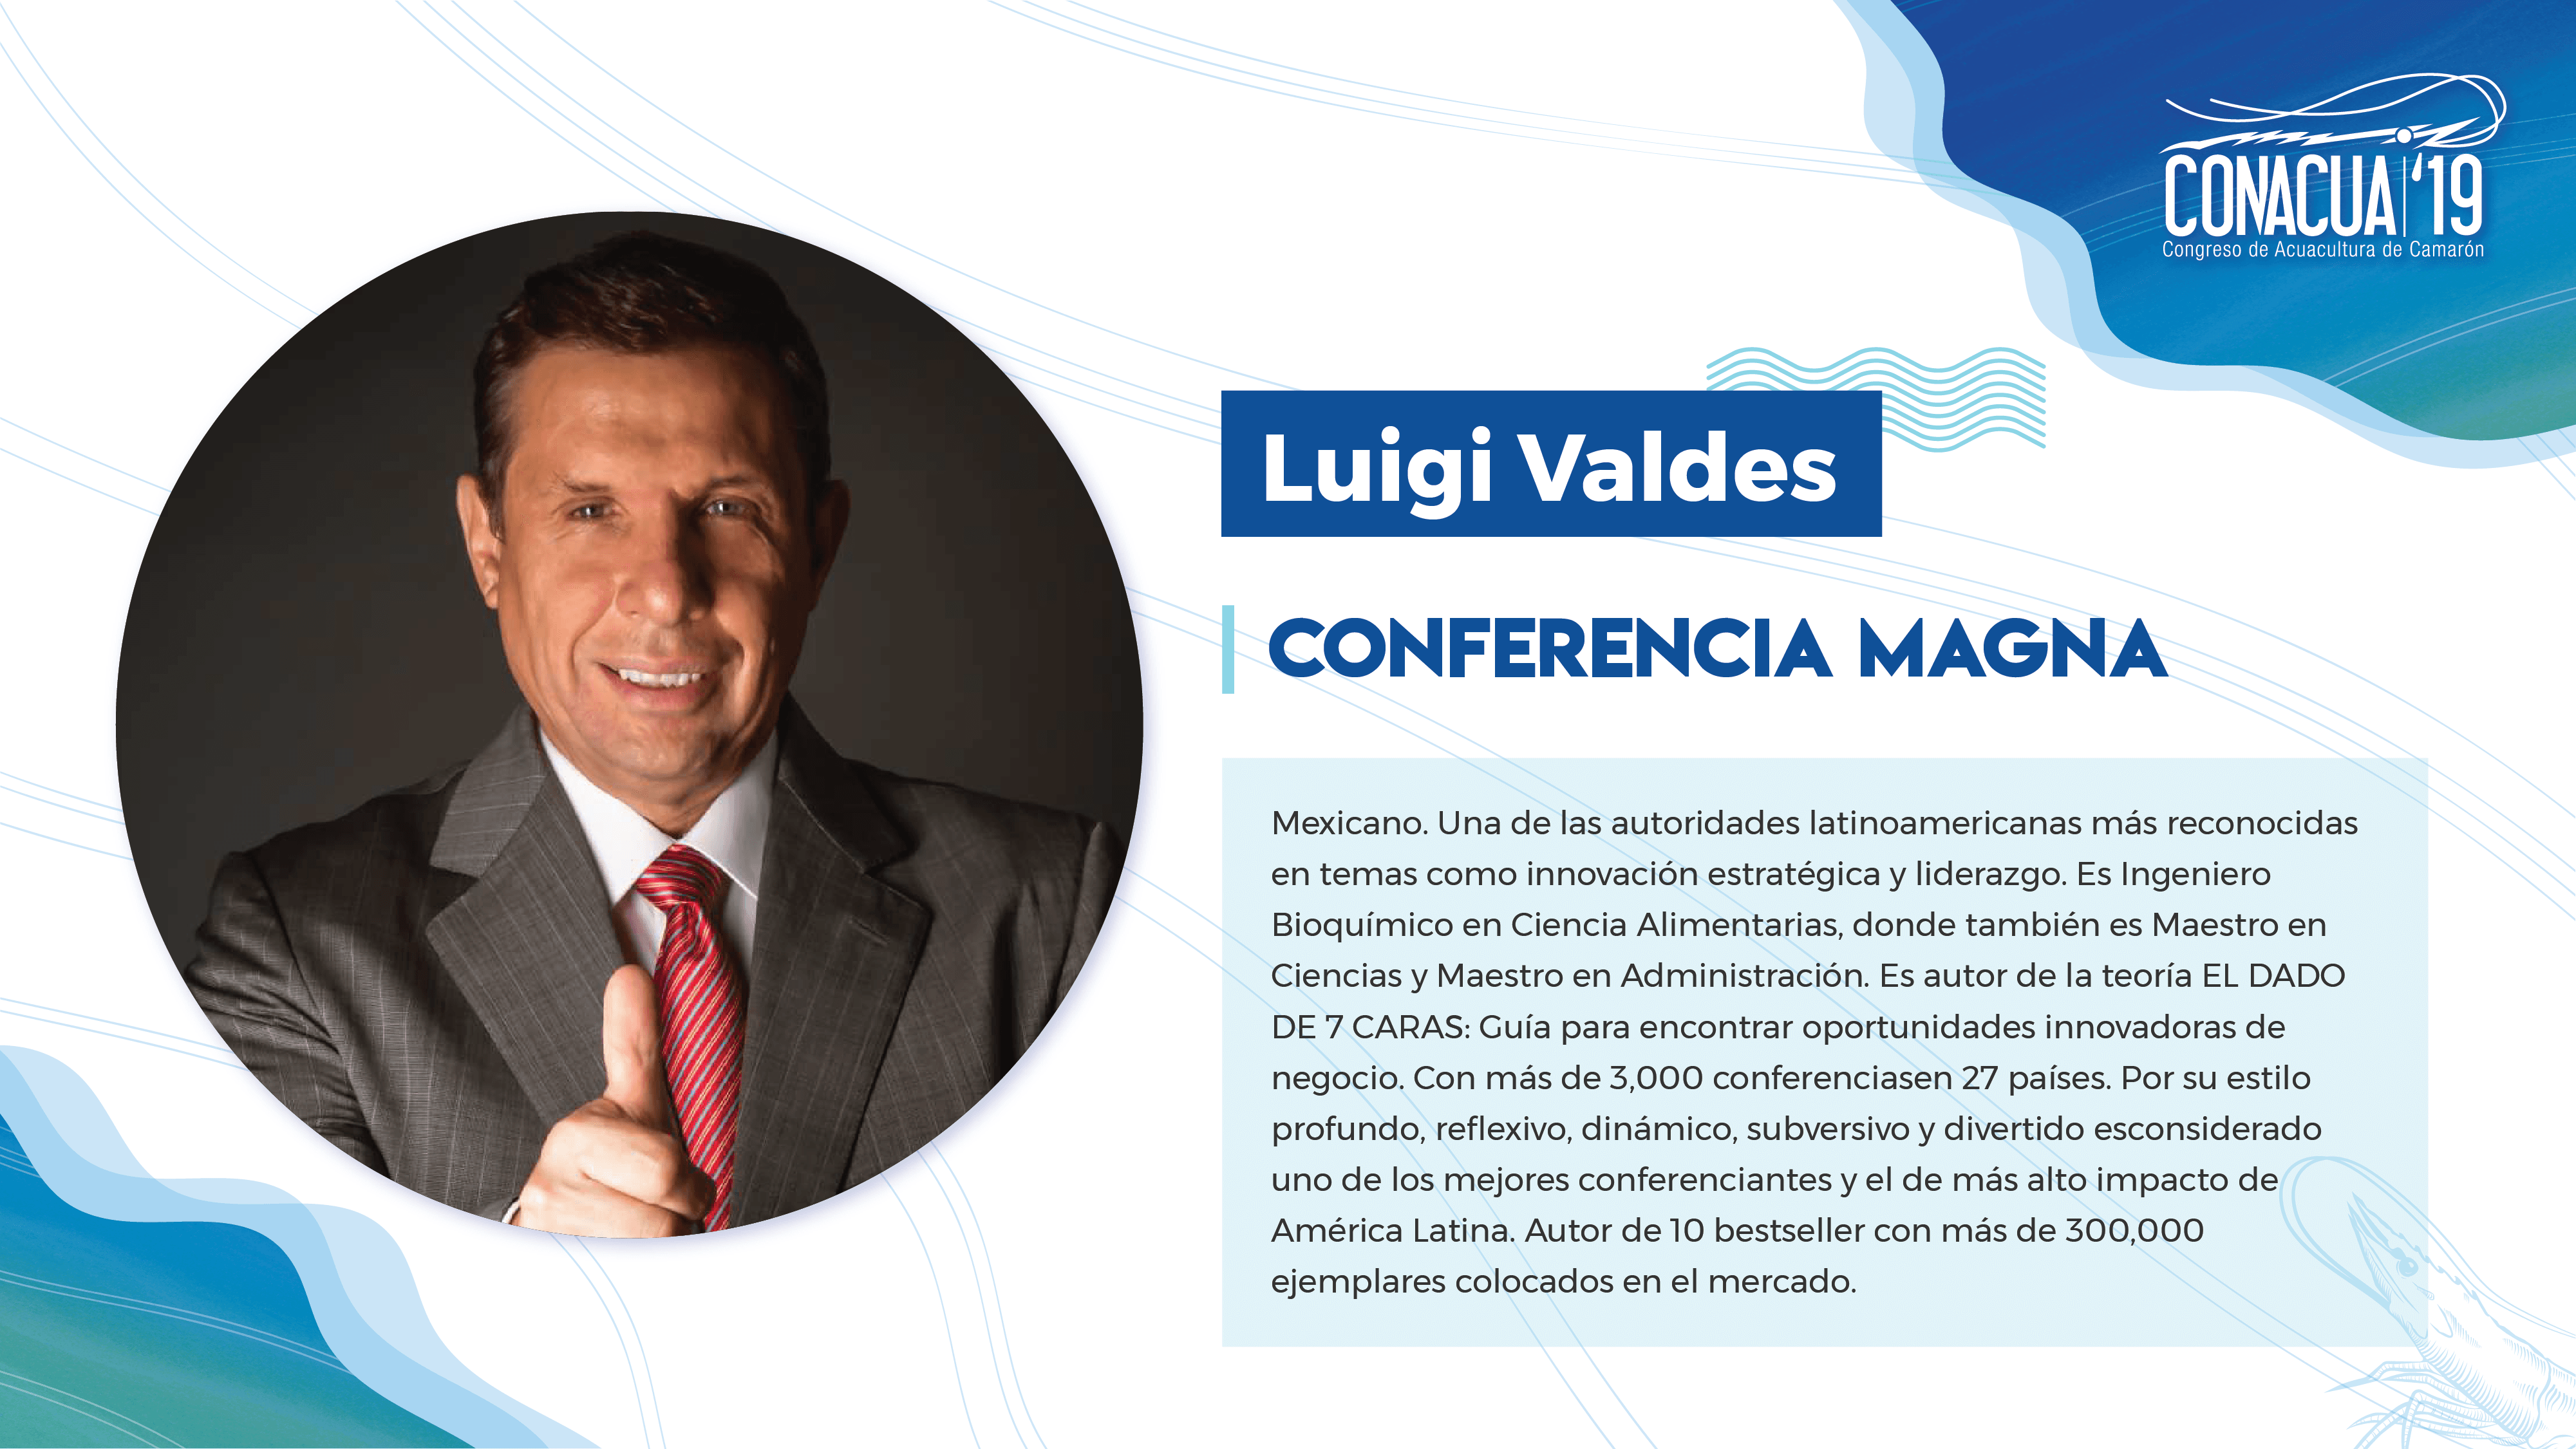 CONACUA '19
Congreso de Acuacultura de Camarón
Luigi Valdes
CONFERENCIA MAGNA
Mexicano. Una de las autoridades latinoamericanas más reconocidas
en temas como innovación estratégica y liderazgo. Es Ingeniero
Bioquímico en Ciencia Alimentarias, donde también es Maestro en
Ciencias y Maestro en Administración. Es autor de la teoría EL DADO
DE 7 CARAS: Guía para encontrar oportunidades innovadoras de
negocio. Con más de 3,000 conferenciasen 27 países. Por su estilo
profundo, reflexivo, dinámico, subversivo y divertido esconsiderado
uno de los mejores conferenciantes y el de más alto impacto de
América Latina. Autor de 10 bestseller con más de 300,000
ejemplares colocados en el mercado.